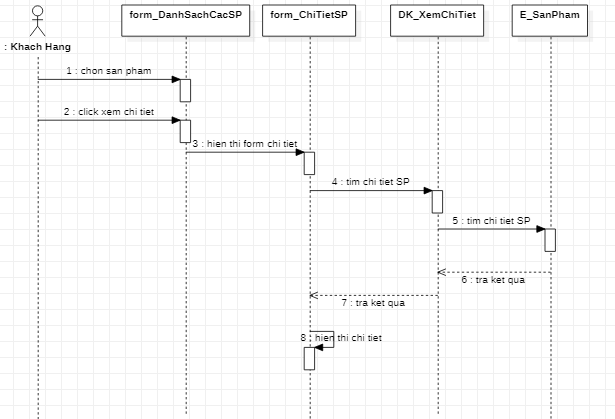 form_DanhSachCacSP
form_ChiTietSP
DK_XemChiTiet
E_SanPham
: Khach Hang
1 : chon san pham
2 : click xem chi tiet
3 : hien thi form chi tiet
4 : tim chi tiet SP
5 : tim chi tiet SP
6 : tra ket qua
7 : tra ket qua
8 : hien thi chi tiet